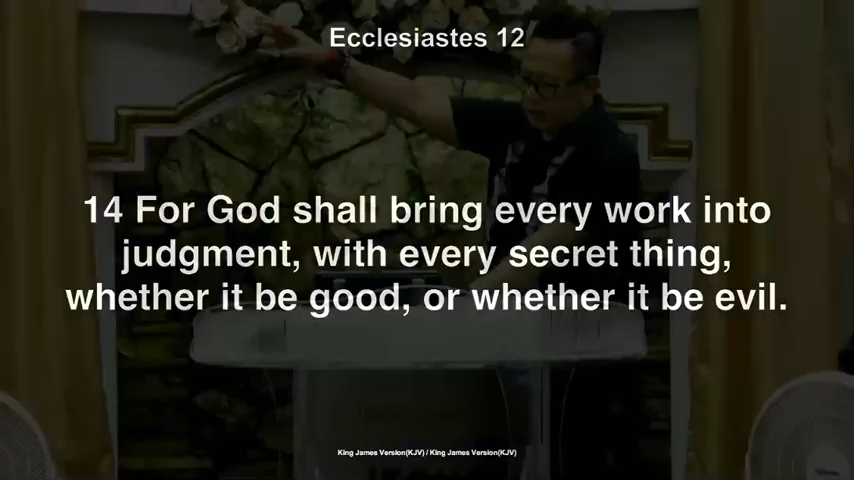 Ecclesiastes 12
14 For God shall bring every work into
judgment, with every secret thing,
whether it be good, or whether it be evil.
King James Version(KJV) / King James Version(KJV)